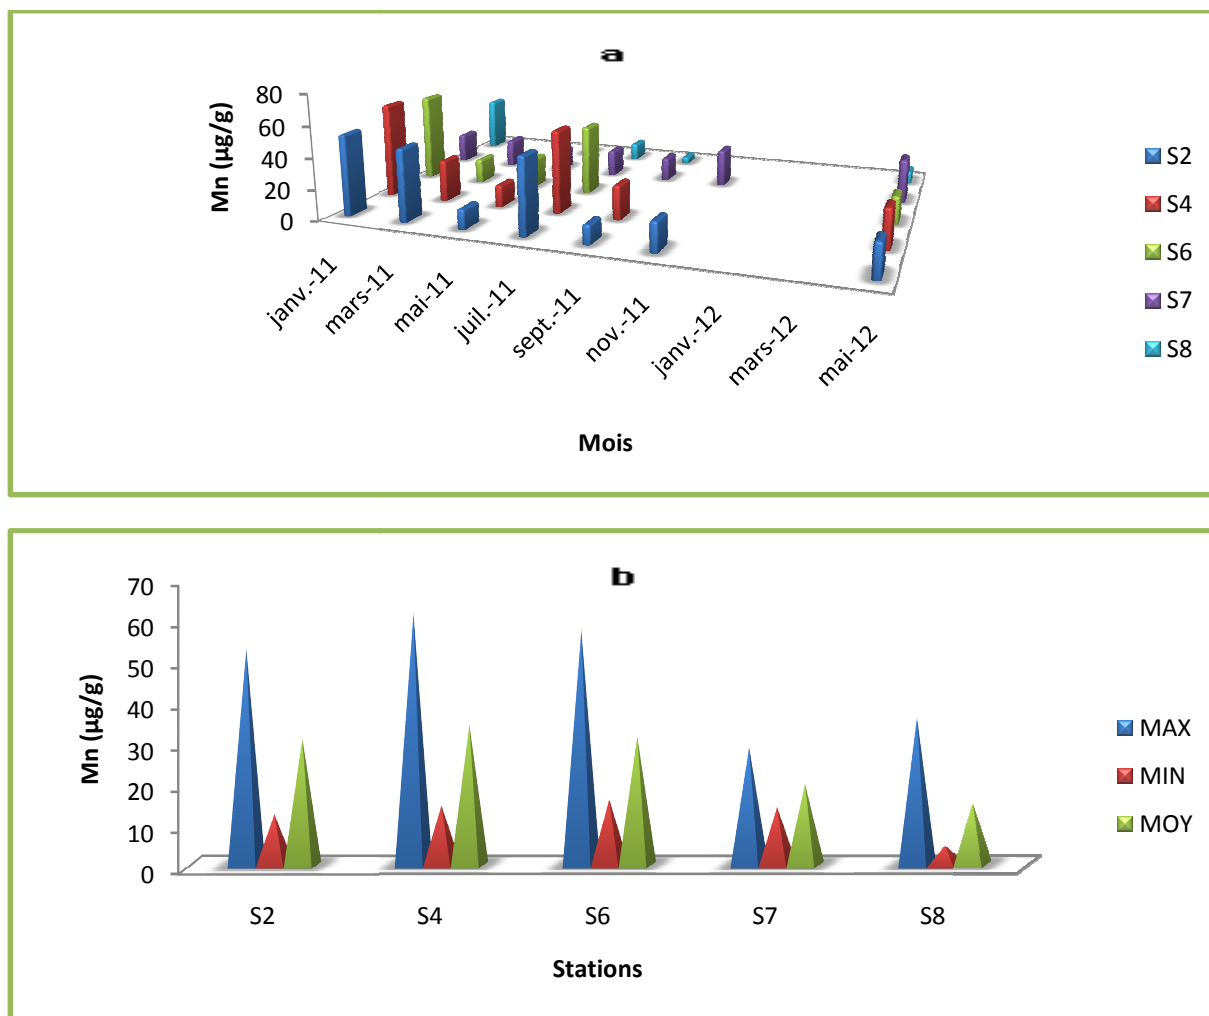 a
Mn (µg/g)
80
60
40
20
0
janv.-11
mars-11
mai-11
juil.-11
sept.-11
nov.-11
janv.-12
mars-12
mai-12
Mois
S2
S4
S6
S7
S8
b
Mn (µg/g)
70
60
50
40
30
20
10
0
S2
S4
S6
S7
S8
Stations
MAX
MIN
MOY